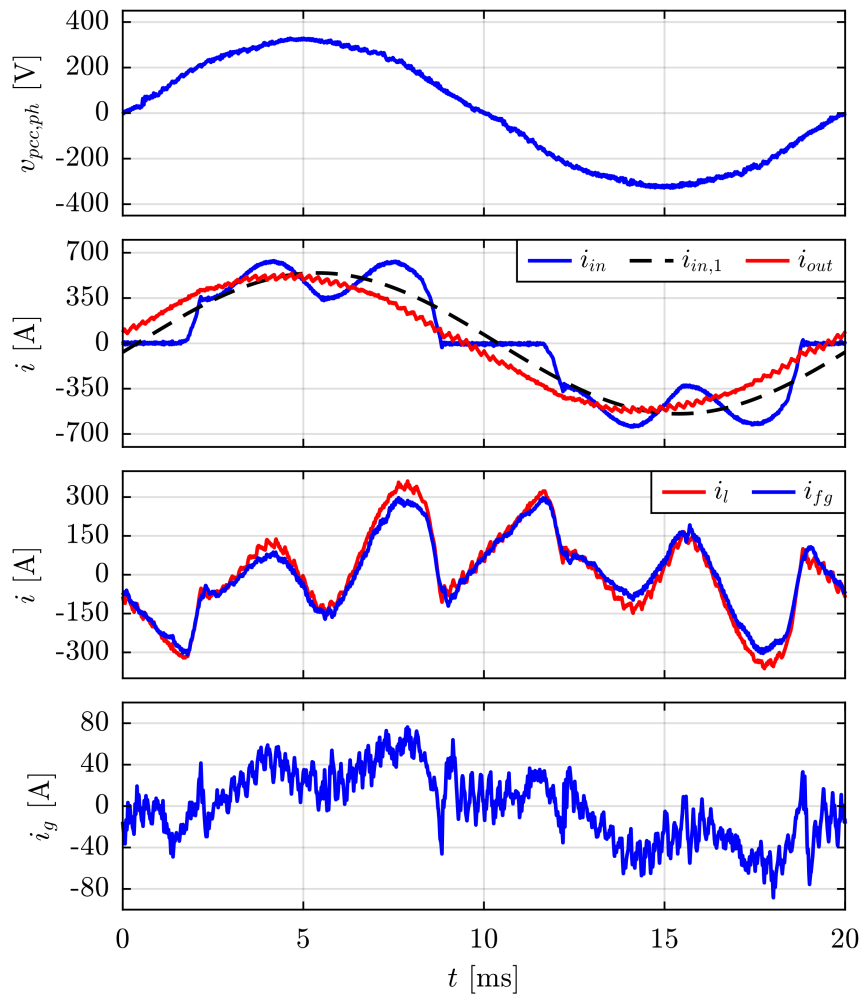 400
200
0
-200
-400
v_{pcc,ph} [V]
700
350
0
-350
-700
i [A]
i_{in} i_{in,1} i_{out}
300
150
0
-150
-300
i [A]
i_l i_{fg}
80
40
0
-40
-80
i_g [A]
0 5 10 15 20
t [ms]